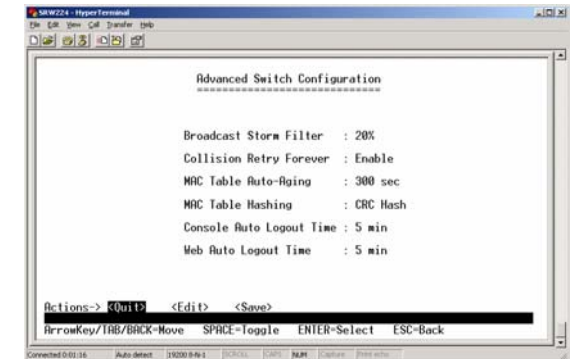 SRW224 - HyperTerminal
File Edit View Call Transfer Help
Advanced Switch Configuration
==============================
Broadcast Storm Filter : 20%
Collision Retry Forever : Enable
MAC Table Auto-Aging : 300 sec
MAC Table Hashing : CRC Hash
Console Auto Logout Time : 5 min
Web Auto Logout Time : 5 min
Actions-> <Quit> <Edit> <Save>
ArrowKey/TAB/BACK=Move SPACE=Toggle ENTER=Select ESC=Back
Connected 0:01:16 Auto detect 19200 8-N-1 SCROLL CAPS NUM Capture Print echo